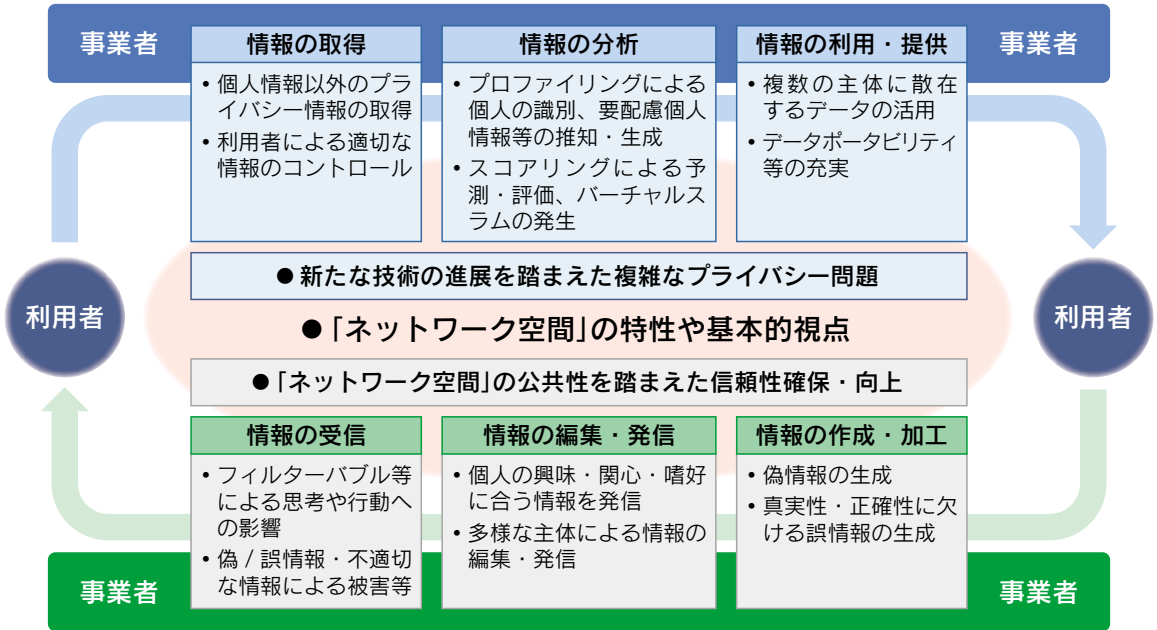 事業者
情報の取得
情報の分析
情報の利用・提供
事業者
• 個人情報以外のプラ
イバシー情報の取得
• 利用者による適切な
情報のコントロール
• プロファイリングによる
個人の識別、要配慮個人
情報等の推知・生成
• スコアリングによる予
測・評価、バーチャルス
ラムの発生
• 複数の主体に散在
するデータの活用
• データポータビリティ
等の充実
● 新たな技術の進展を踏まえた複雑なプライバシー問題
利用者
● 「ネットワーク空間」の特性や基本的視点
利用者
● 「ネットワーク空間」の公共性を踏まえた信頼性確保・向上
情報の受信
情報の編集・発信
情報の作成・加工
• フィルターバブル等
による思考や行動へ
の影響
• 偽 / 誤情報・不適切
な情報による被害等
• 個人の興味・関心・嗜好
に合う情報を発信
• 多様な主体による情報の
編集・発信
• 偽情報の生成
• 真実性・正確性に欠
ける誤情報の生成
事業者
事業者